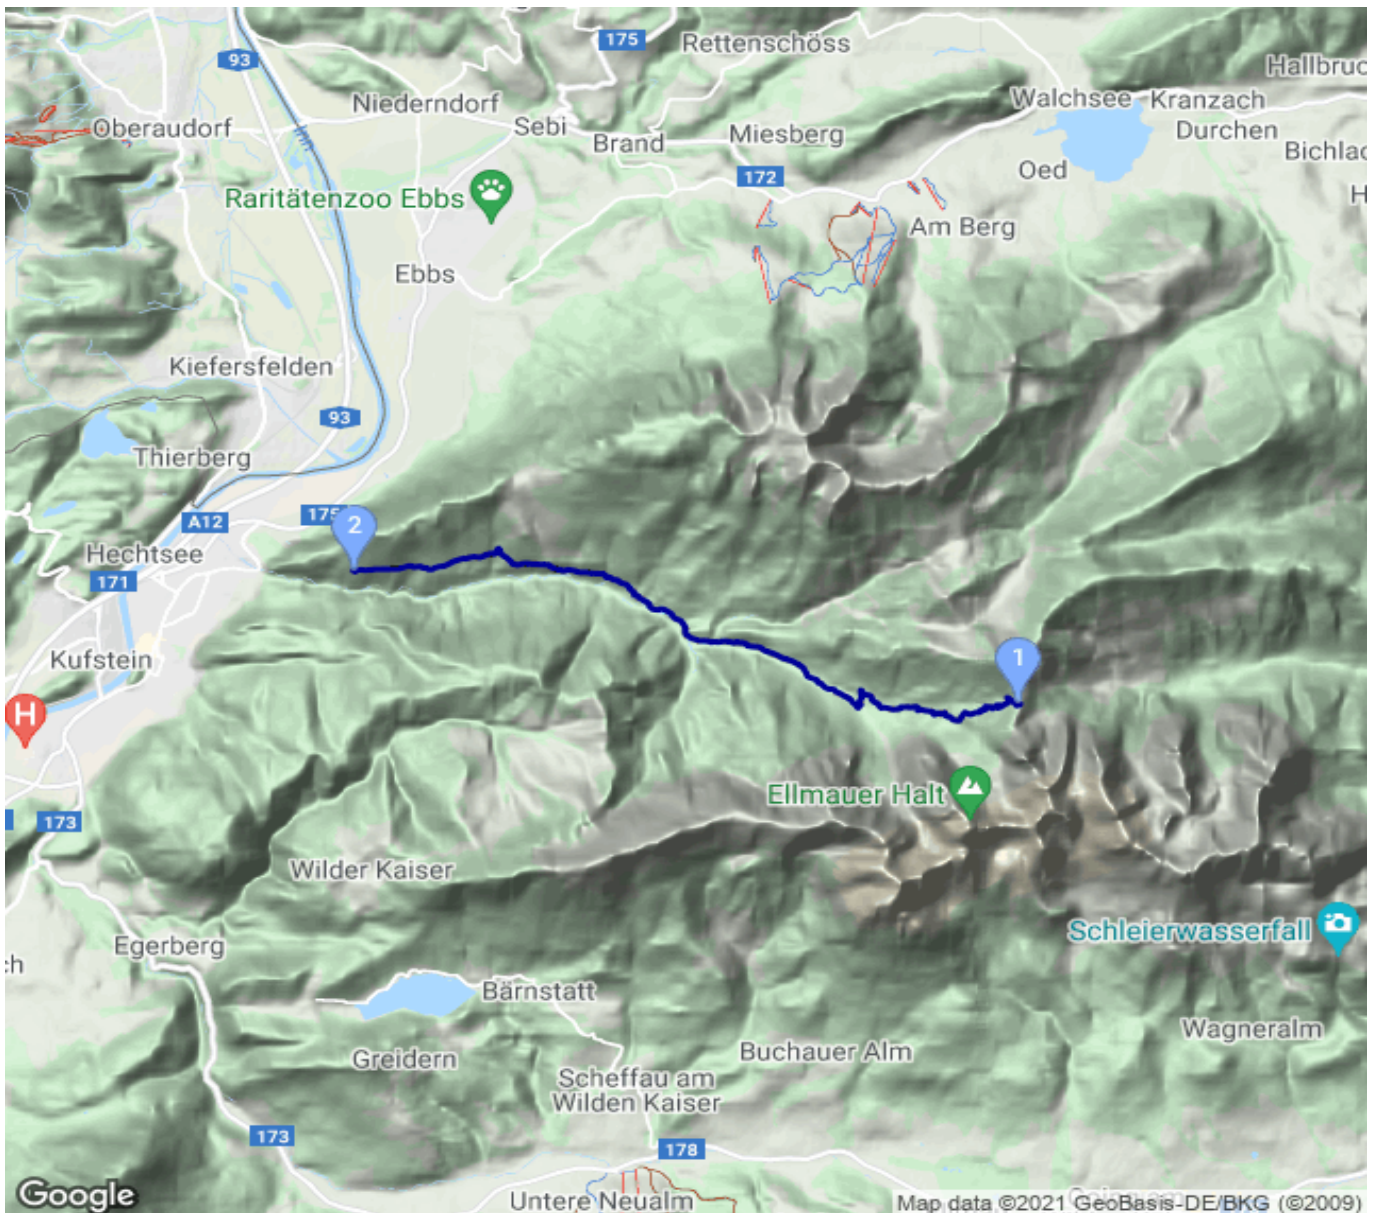 175
Rettenschöss
93
Hallbruc
Niederndorf
Walchsee
Kranzach
Oberaudorf
Sebi
Miesberg
Durchen
Inn
Brand
Bichlac
Oed
172
H
Raritätenzoo Ebbs
Am Berg
Ebbs
Kiefersfelden
93
Thierberg
175
2
A12
Hechtsee
171
Kufstein
1
H
Ellmauer Halt
173
Wilder Kaiser
Schleierwasserfall
Egerberg
ch
Bärnstatt
Wagneralm
Greidern
Buchauer Alm
Scheffau am
Wilden Kaiser
173
178
Google
Untere Neualm
Map data ©2021 GeoBasis-DE/BKG (©2009)